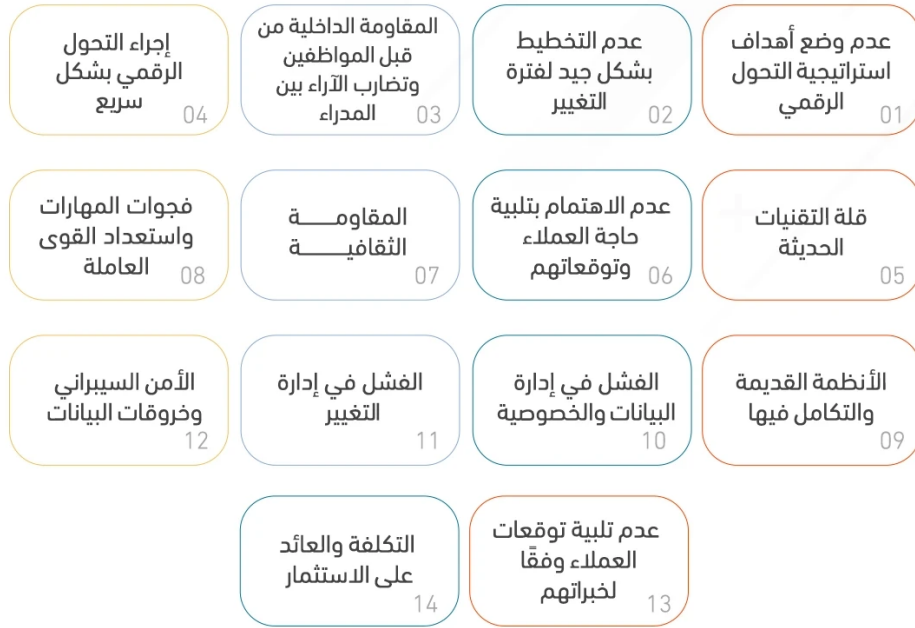 عدم وضع أهداف
استراتيجية التحول
الرقمي
01
عدم التخطيط
بشكل جيد لفترة
التغيير
02
المقاومة الداخلية من
قبل المواظفين
وتضارب الآراء بين
المدراء
03
إجراء التحول
الرقمي بشكل
سريع
04
قلة التقنيات
الحديثة
05
عدم الاهتمام بتلبية
حاجة العملاء
وتوقعاتهم
06
المقاومــــة
الثقافيــــــة
07
فجوات المهارات
واستعداد القوى
العاملة
08
الأنظمة القديمة
والتكامل فيها
09
الفشل في إدارة
البيانات والخصوصية
10
الفشل في إدارة
التغيير
11
الأمن السيبراني
وخروقات البيانات
12
عدم تلبية توقعات
العملاء وفقًا
لخبراتهم
13
التكلفة والعائد
على الاستثمار
14